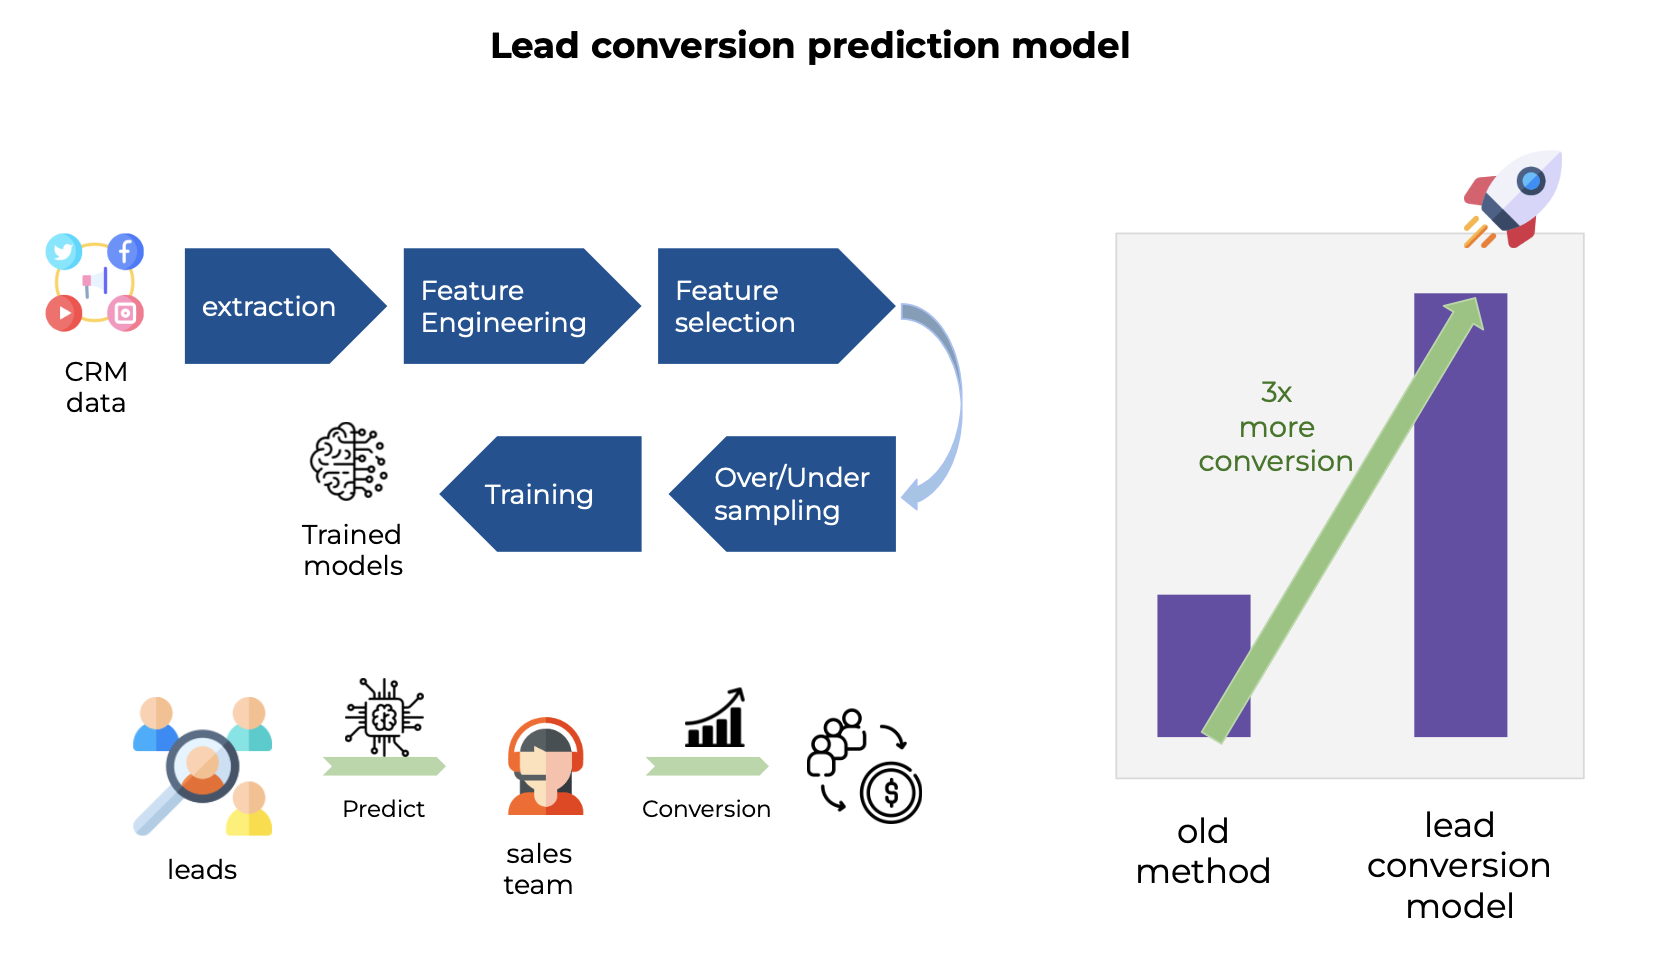 Lead conversion prediction model
extraction
Feature
Engineering
Feature
selection
CRM
data
Over/Under
sampling
Training
Trained
models
Predict
leads
sales
team
Conversion
$
3x
more
conversion
old
method
lead
conversion
model